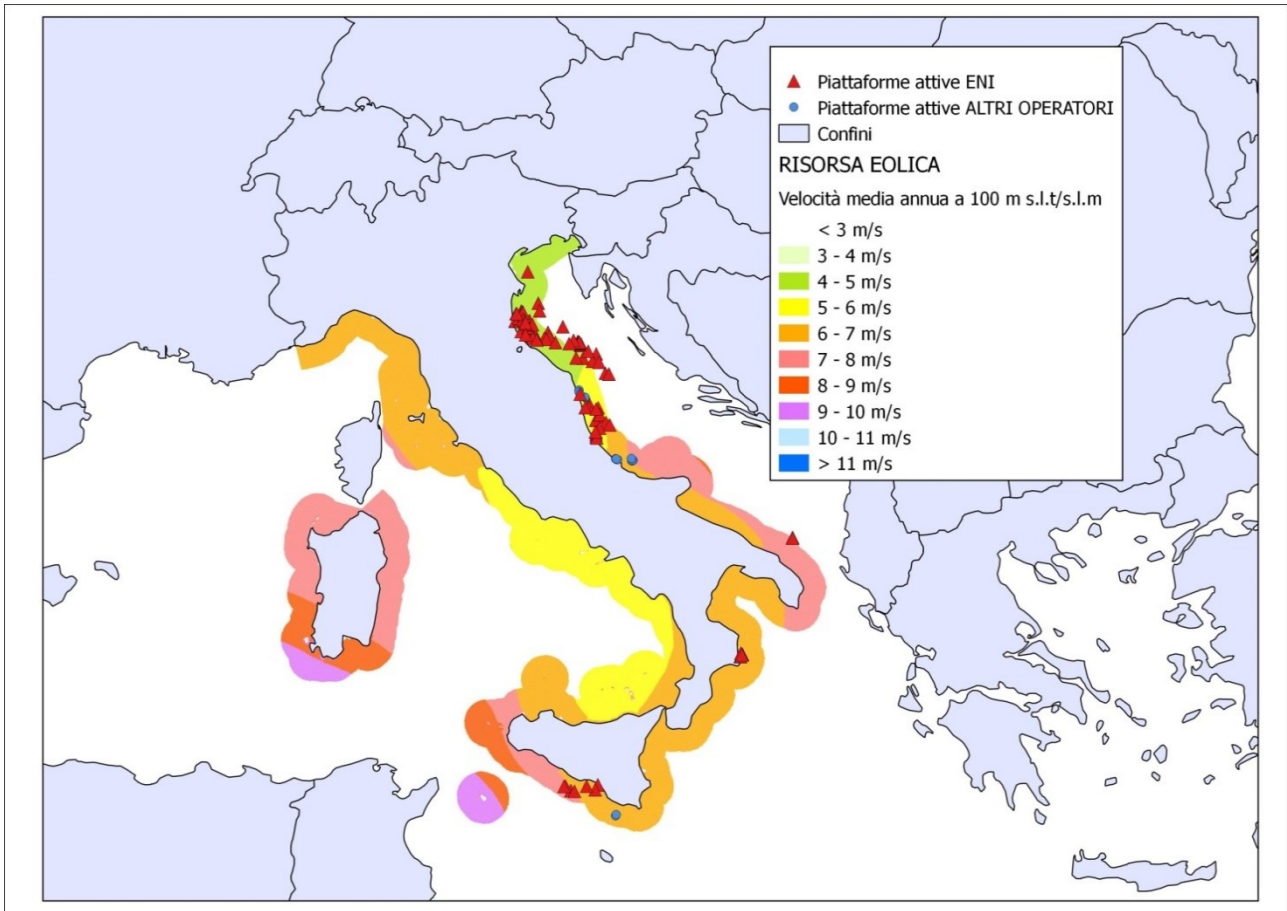 Piattaforme attive ENI
Piattaforme attive ALTRI OPERATORI
Confini
RISORSA EOLICA
Velocità media annua a 100 m s.l.t/s.l.m
< 3 m/s
3 - 4 m/s
4 - 5 m/s
5 - 6 m/s
6 - 7 m/s
7 - 8 m/s
8 - 9 m/s
9 - 10 m/s
10 - 11 m/s
> 11 m/s